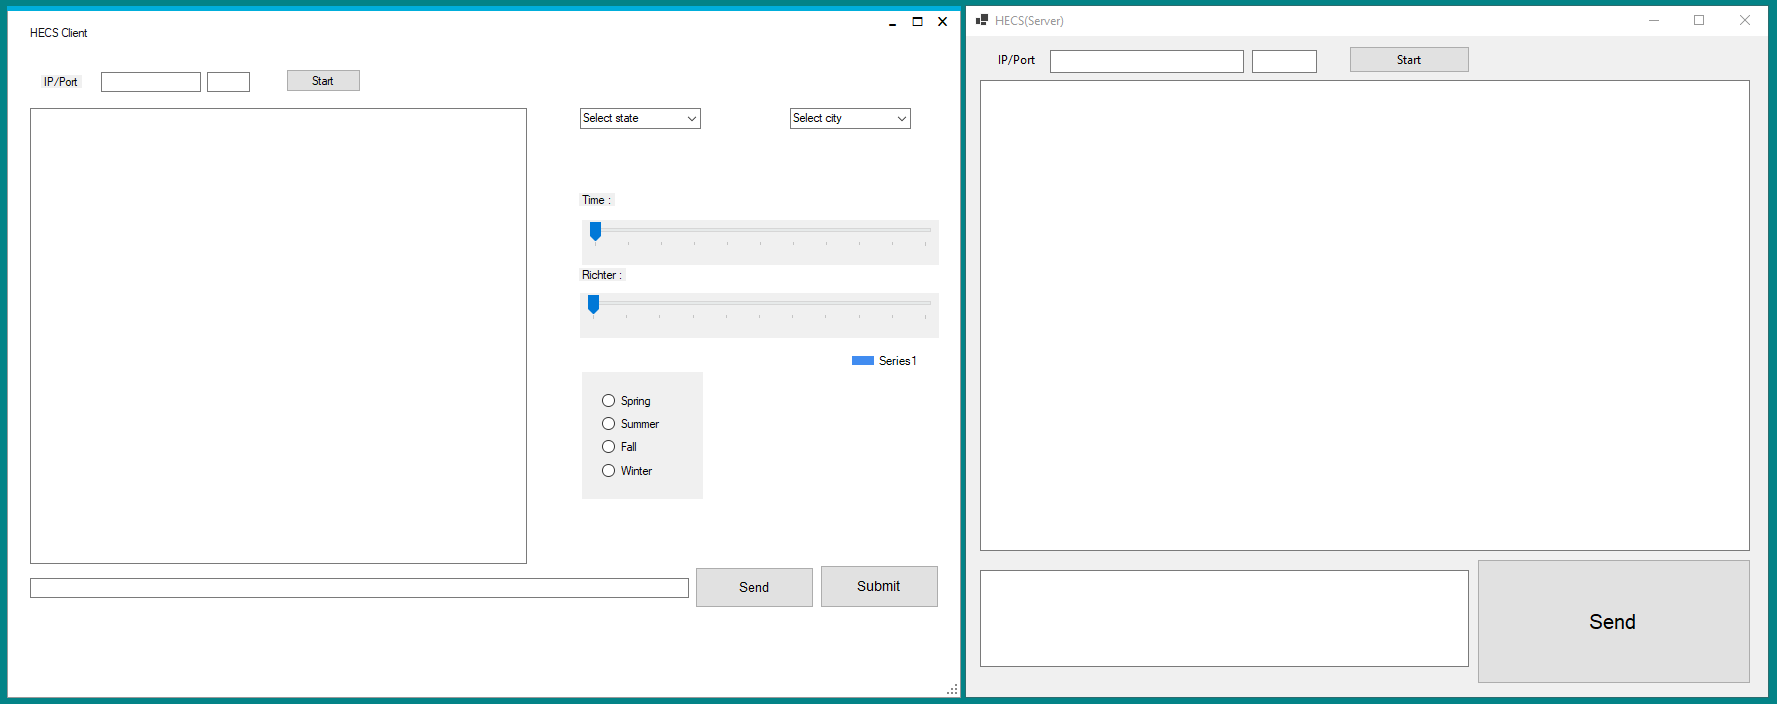 HECS Client
IP/Port
Start
Select state
Select city
Time :
Richter :
Series1
Spring
Summer
Fall
Winter
Send
Submit
HECS(Server)
IP/Port
Start
Send